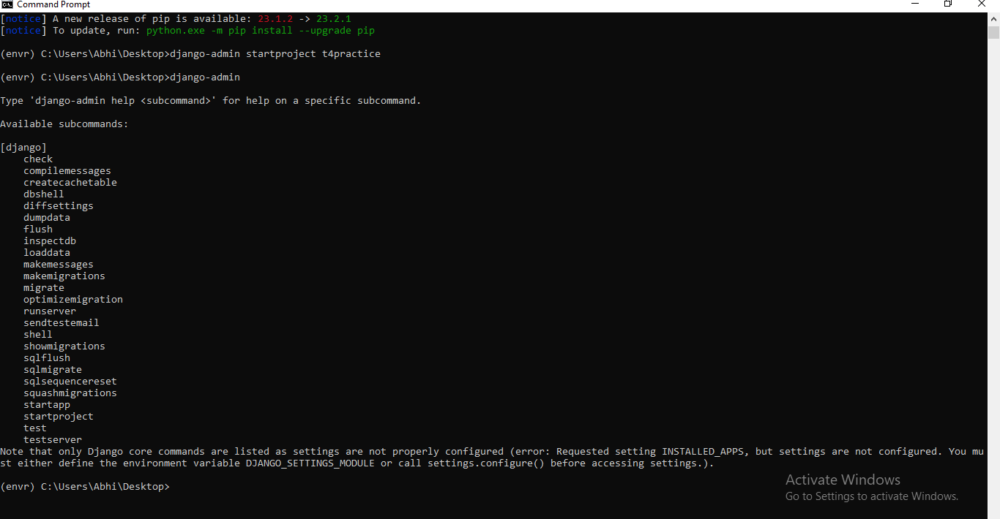 Command Prompt
[notice] A new release of pip is available: 23.1.2 -> 23.2.1
[notice] To update, run: python.exe -m pip install --upgrade pip
(envr) C:\Users\Abhi\Desktop>django-admin startproject t4practice
(envr) C:\Users\Abhi\Desktop>django-admin
Type 'django-admin help <subcommand>' for help on a specific subcommand.
Available subcommands:
[django]
    check
    compilemessages
    createcachetable
    dbshell
    diffsettings
    dumpdata
    flush
    inspectdb
    loaddata
    makemessages
    makemigrations
    migrate
    optimizemigration
    runserver
    sendtestemail
    shell
    showmigrations
    sqlflush
    sqlmigrate
    sqlsequencereset
    squashmigrations
    startapp
    startproject
    test
    testserver
Note that only Django core commands are listed as settings are not properly configured (error: Requested setting INSTALLED_APPS, but settings are not configured. You mu
st either define the environment variable DJANGO_SETTINGS_MODULE or call settings.configure() before accessing settings.).
(envr) C:\Users\Abhi\Desktop>
Activate Windows
Go to Settings to activate Windows.